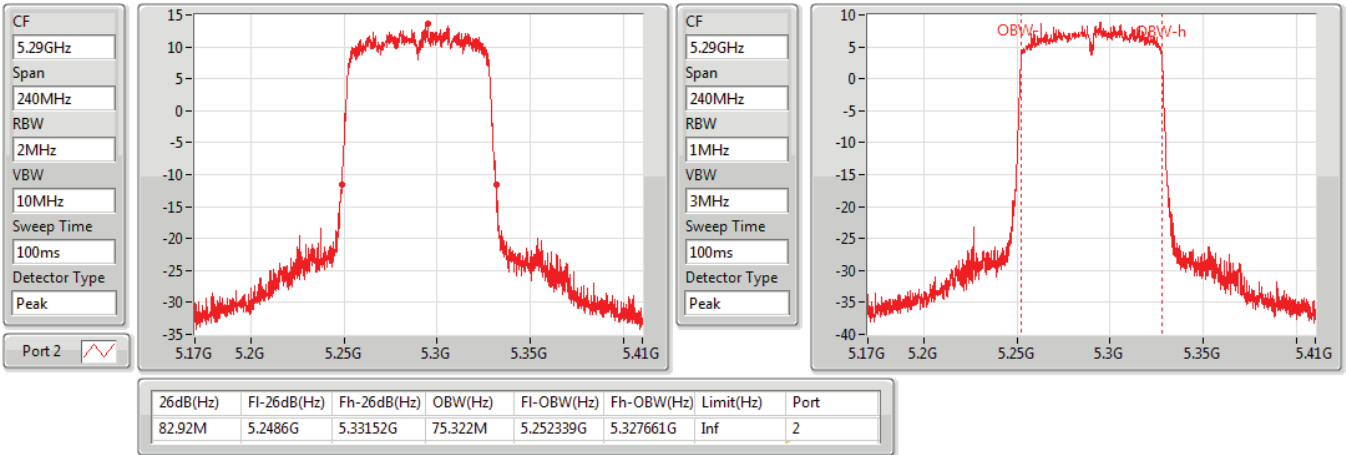 CF
5.29GHz
Span
240MHz
RBW
2MHz
VBW
10MHz
Sweep Time
100ms
Detector Type
Peak
Port 2
15
10
5
0
-5
-10
-15
-20
-25
-30
-35
5.17G 5.2G 5.25G 5.3G 5.35G 5.41G
CF
5.29GHz
Span
240MHz
RBW
1MHz
VBW
3MHz
Sweep Time
100ms
Detector Type
Peak
10
5
0
-5
-10
-15
-20
-25
-30
-35
-40
OBW-l OBW-h
5.17G 5.2G 5.25G 5.3G 5.35G 5.41G
26dB(Hz) Fl-26dB(Hz) Fh-26dB(Hz) OBW(Hz) Fl-OBW(Hz) Fh-OBW(Hz) Limit(Hz) Port
82.92M 5.2486G 5.33152G 75.322M 5.252339G 5.327661G Inf 2